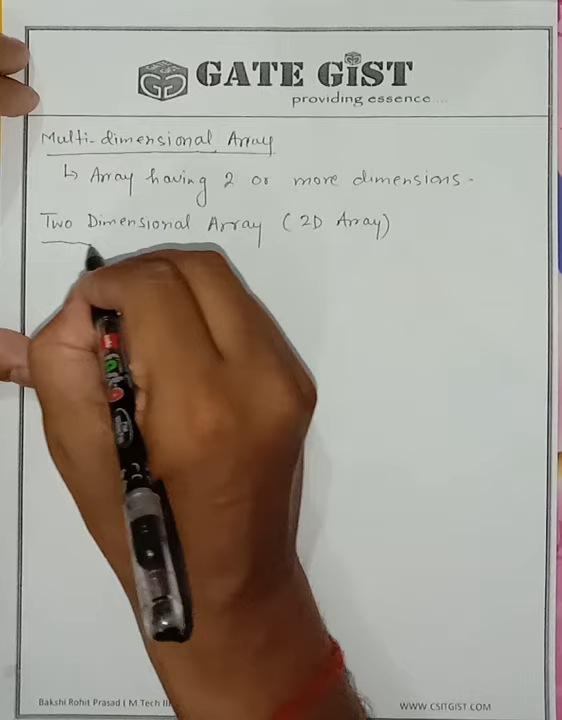 GATE GiST
providing essence...
Multi-dimensional Array
↳ Array having 2 or more dimensions.
Two Dimensional Array (2D Array)
Bakshi Rohit Prasad ( M.Tech
WWW.CSITGIST.COM